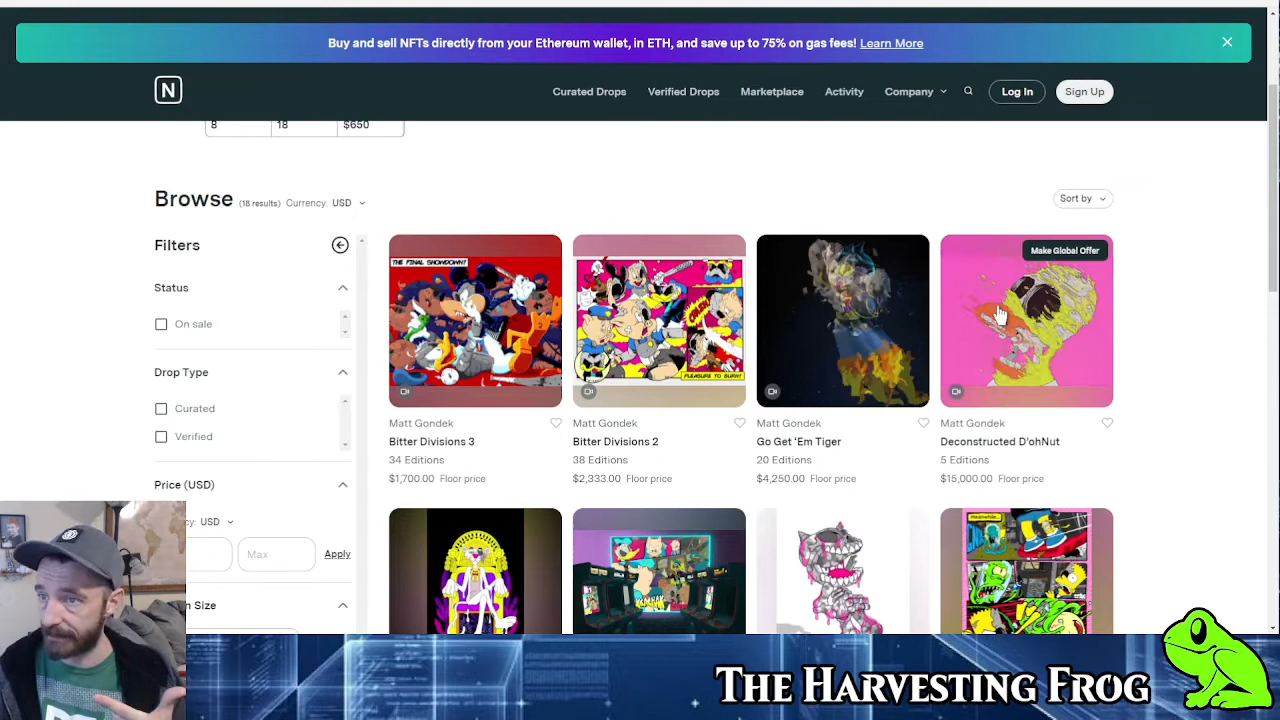 Buy and sell NFTs directly from your Ethereum wallet, in ETH, and save up to 75% on gas fees! Learn More
N
Curated Drops
Verified Drops
Marketplace
Activity
Company
Log In
Sign Up
8
18
$650
Browse (18 results) Currency: USD
Sort by
Filters
Status
On sale
Drop Type
Curated
Verified
Price (USD)
USD
Max
Apply
Size
THE FINAL SHOWDOWN!
Matt Gondek
Bitter Divisions 3
34 Editions
$1,700.00 Floor price
PLEASURE TO BURN!
Matt Gondek
Bitter Divisions 2
38 Editions
$2,333.00 Floor price
Matt Gondek
Go Get ‘Em Tiger
20 Editions
$4,250.00 Floor price
Make Global Offer
Matt Gondek
Deconstructed D’ohNut
5 Editions
$15,000.00 Floor price
THE HARVESTING FROG